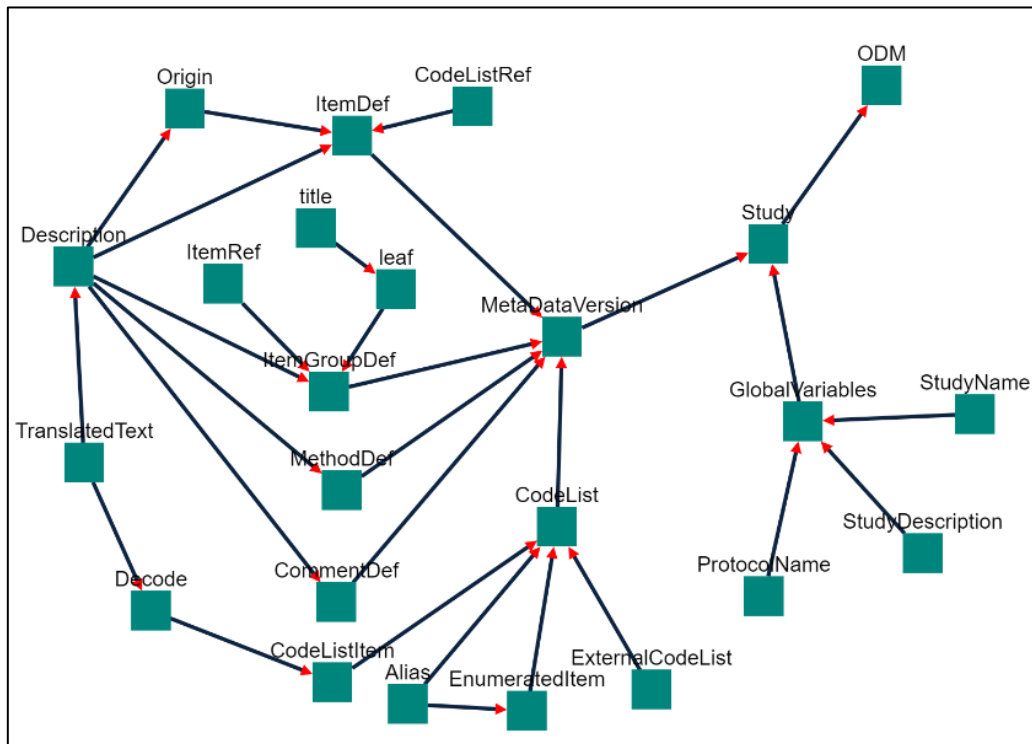 ODM
Origin
CodeListRef
ItemDef
title
Study
Description
ItemRef
leaf
MetaDataVersion
ItemGroupDef
GlobalVariables
StudyName
TranslatedText
MethodDef
CodeList
StudyDescription
ProtocolName
Decode
CommentDef
CodeListItem
Alias
EnumeratedItem
ExternalCodeList